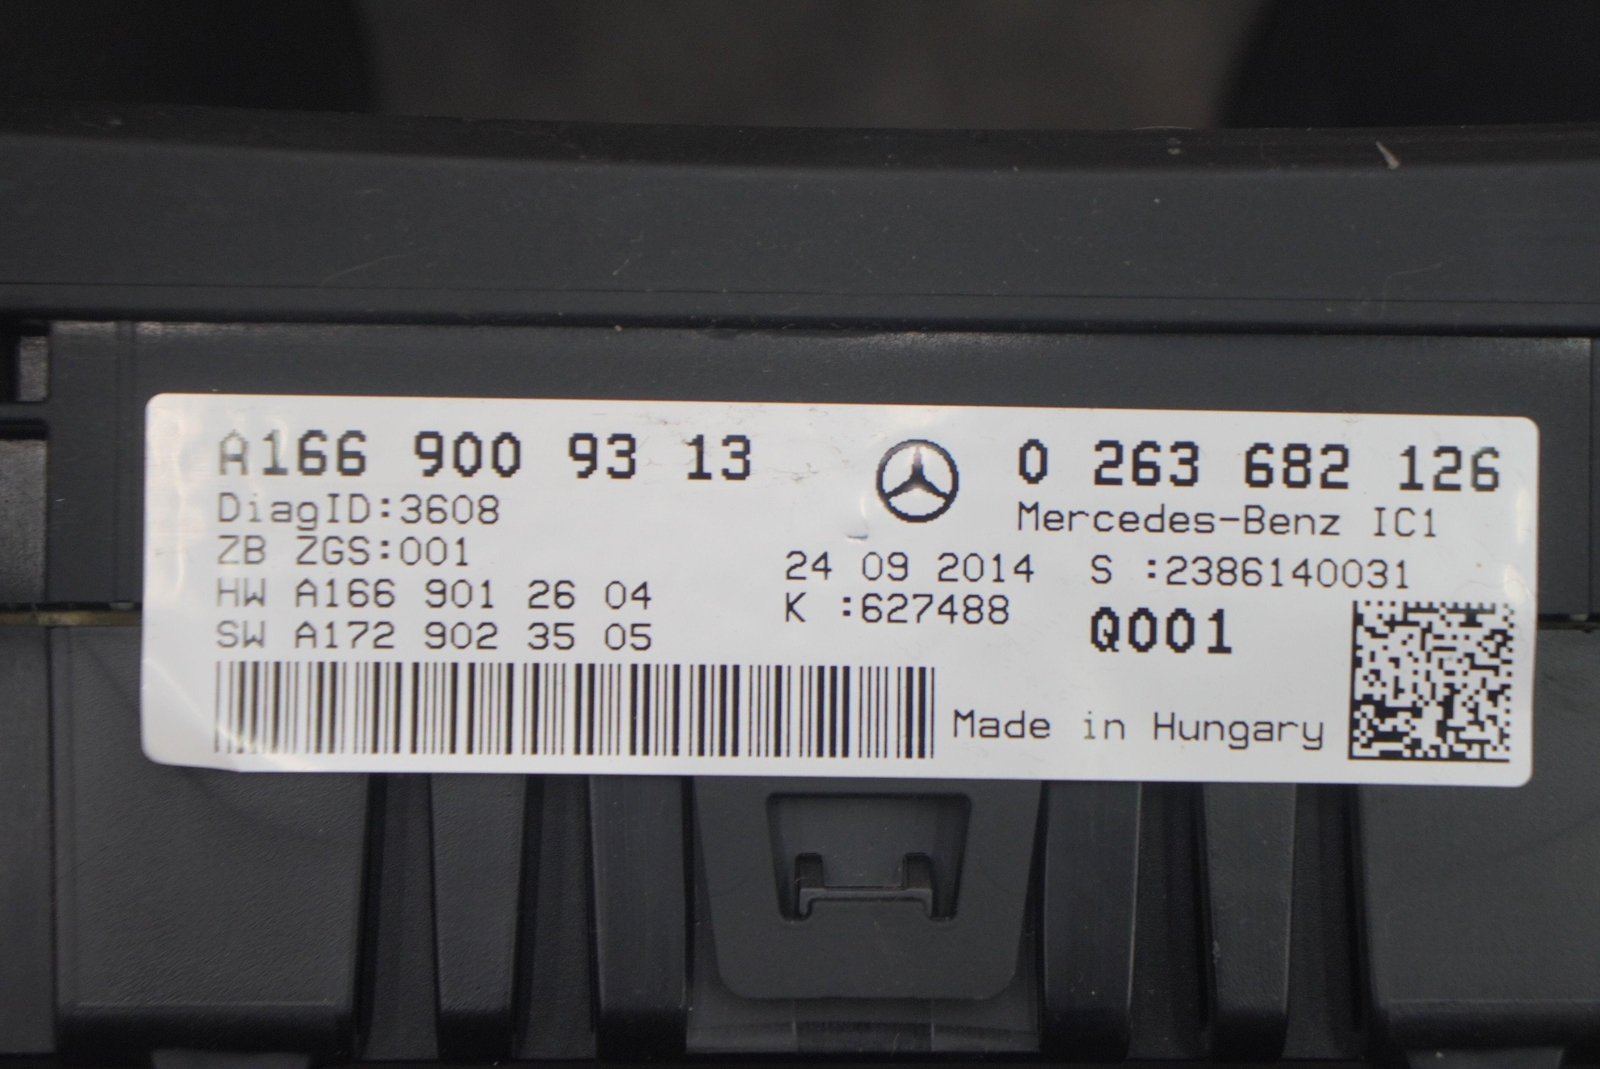 A166 900 93 13
DiagID:3608
ZB ZGS:001
HW A166 901 26 04
SW A172 902 35 05
24 09 2014
K :627488
0 263 682 126
Mercedes-Benz IC1
S :2386140031
Q001
Made in Hungary